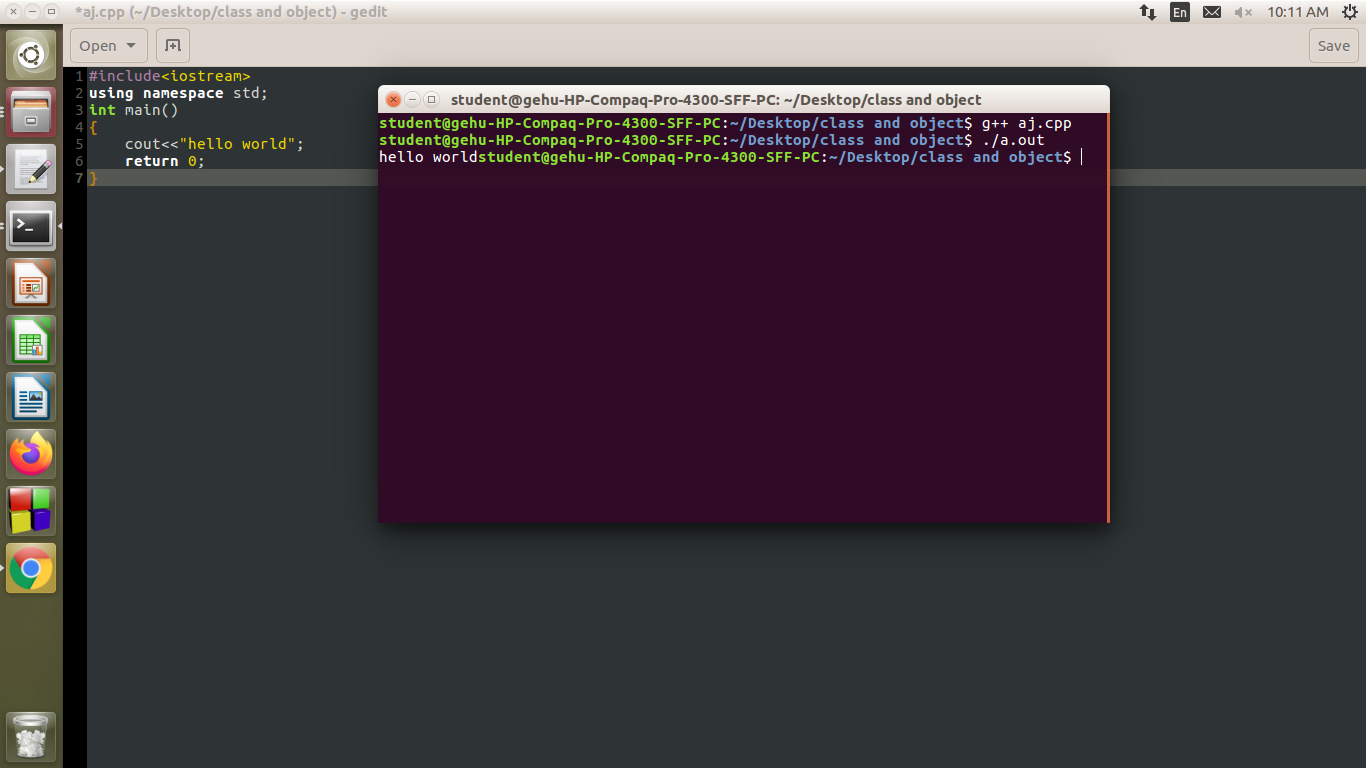 *aj.cpp (~/Desktop/class and object) - gedit
En
10:11 AM
Open
Save
1 #include<iostream>
2 using namespace std;
3 int main()
4 {
5     cout<<"hello world";
6     return 0;
7 }
student@gehu-HP-Compaq-Pro-4300-SFF-PC: ~/Desktop/class and object
student@gehu-HP-Compaq-Pro-4300-SFF-PC:~/Desktop/class and object$ g++ aj.cpp
student@gehu-HP-Compaq-Pro-4300-SFF-PC:~/Desktop/class and object$ ./a.out
hello worldstudent@gehu-HP-Compaq-Pro-4300-SFF-PC:~/Desktop/class and object$